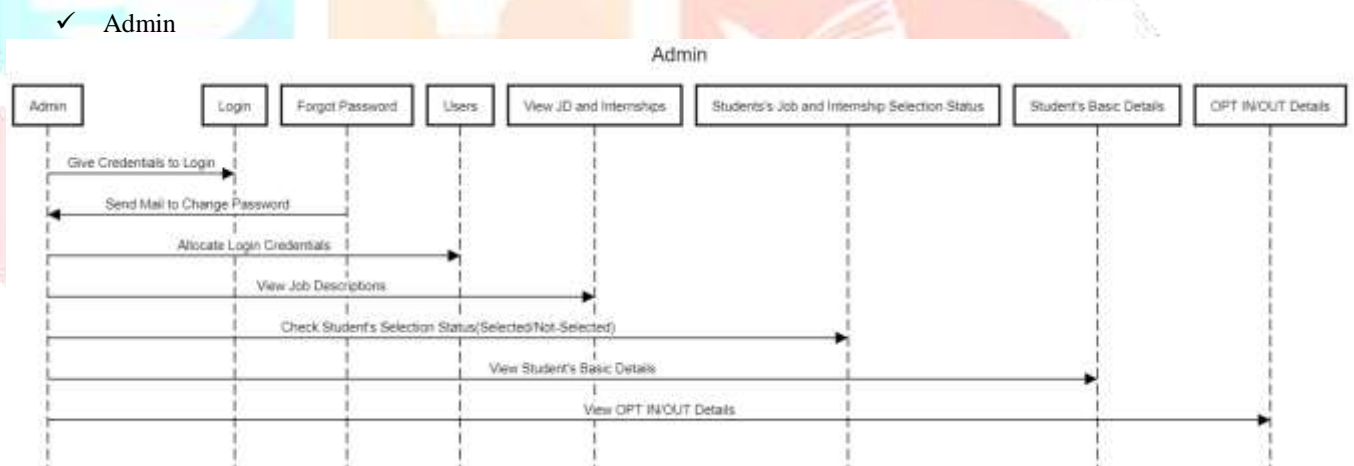 ✓ Admin
Admin
Admin
Login
Forgot Password
Users
View JD and Internships
Students's Job and Internship Selection Status
Student's Basic Details
OPT IN/OUT Details
Give Credentials to Login
Send Mail to Change Password
Allocate Login Credentials
View Job Descriptions
Check Student's Selection Status(Selected/Not-Selected)
View Student's Basic Details
View OPT IN/OUT Details